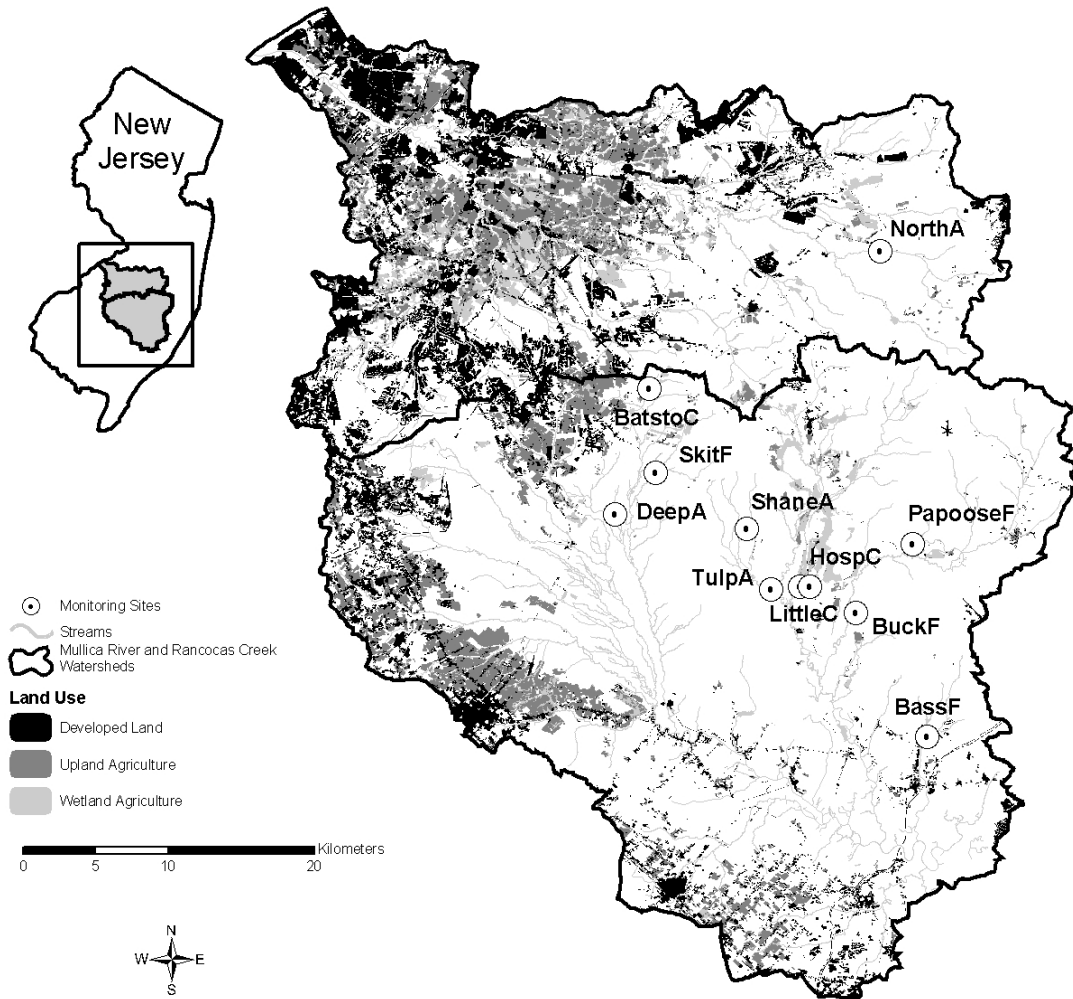 New
Jersey
NorthA
BatstoC
SkitF
DeepA
ShaneA
PapooseF
HospC
TulpA
LittleC
BuckF
BassF
Monitoring Sites
Streams
Mullica River and Rancocas Creek
Watersheds
Land Use
Developed Land
Upland Agriculture
Wetland Agriculture
Kilometers
0 5 10 20
N
W E
S